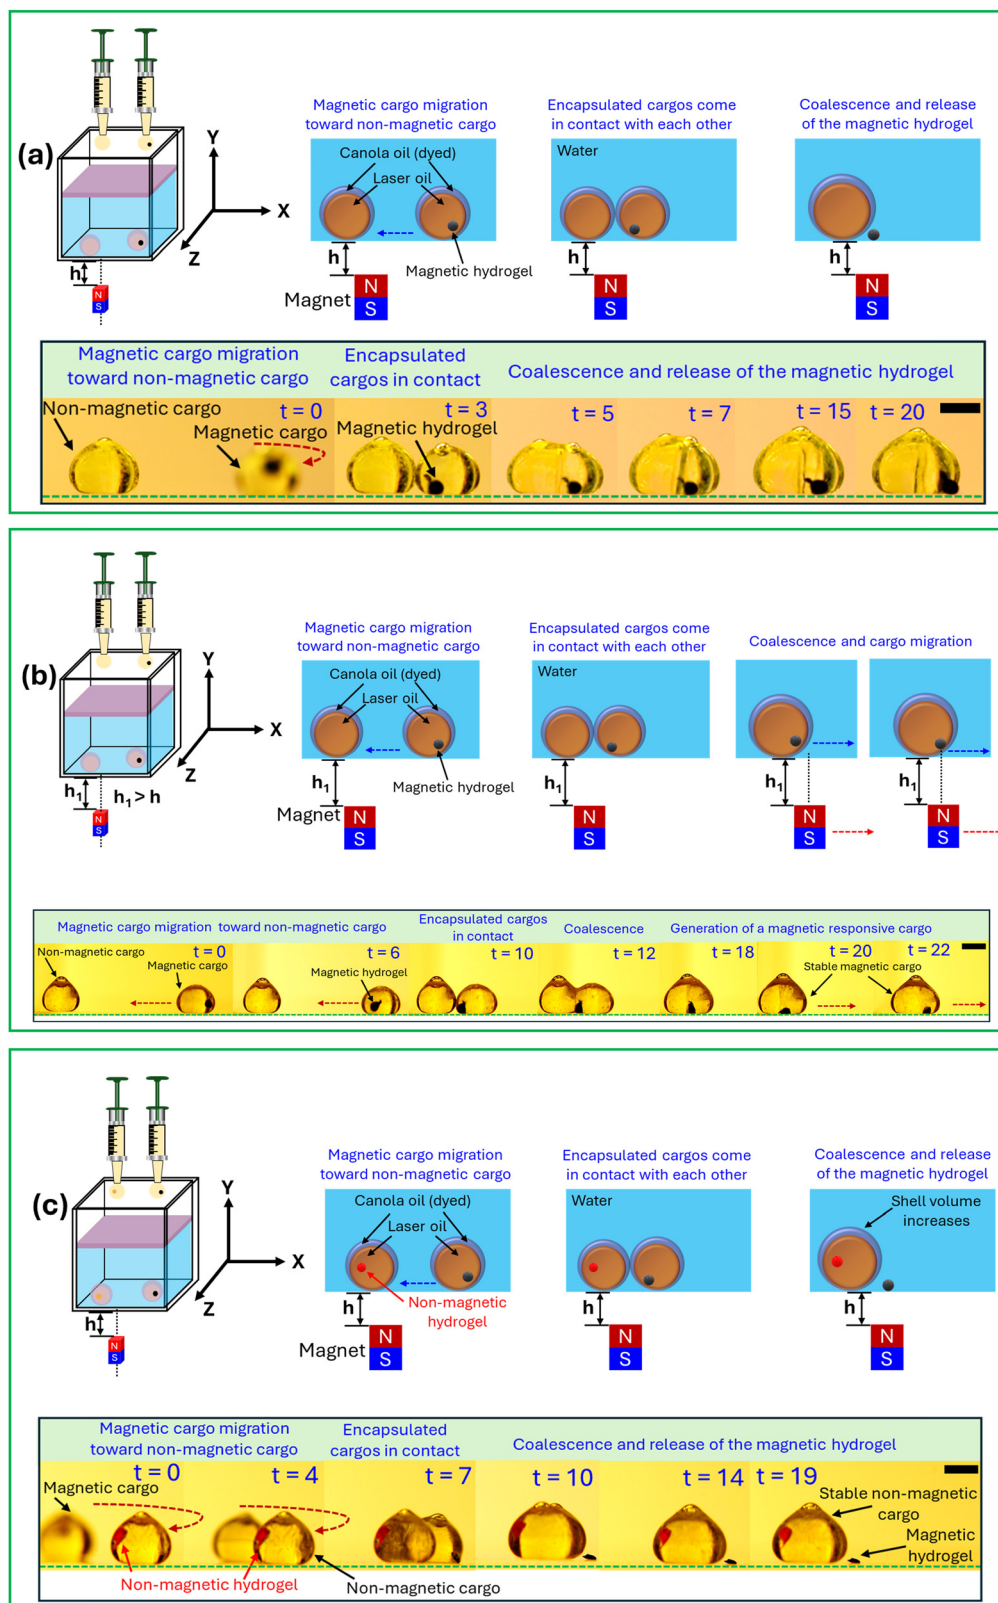 (a)
Y
X
Z
h
N
S
Magnetic cargo migration
toward non-magnetic cargo
Canola oil (dyed)
Laser oil
h
Magnetic hydrogel
Magnet
N
S
Encapsulated cargos come
in contact with each other
Water
h
N
S
Coalescence and release
of the magnetic hydrogel
h
N
S
Magnetic cargo migration
toward non-magnetic cargo
Encapsulated
cargos in contact
Coalescence and release of the magnetic hydrogel
Non-magnetic cargo
t = 0
Magnetic cargo
t = 3
Magnetic hydrogel
t = 5
t = 7
t = 15
t = 20
(b)
Y
X
Z
h1
h1 > h
N
S
Magnetic cargo migration
toward non-magnetic cargo
Canola oil (dyed)
Laser oil
h1
Magnetic hydrogel
Magnet
N
S
Encapsulated cargos come
in contact with each other
Water
h1
N
S
Coalescence and cargo migration
h1
N
S
h1
N
S
Magnetic cargo migration toward non-magnetic cargo
Encapsulated cargos
in contact
Coalescence
Generation of a magnetic responsive cargo
Non-magnetic cargo
t = 0
Magnetic cargo
t = 6
Magnetic hydrogel
t = 10
t = 12
t = 18
t = 20
t = 22
Stable magnetic cargo
(c)
Y
X
Z
h
N
S
Magnetic cargo migration
toward non-magnetic cargo
Canola oil (dyed)
Laser oil
h
Non-magnetic
hydrogel
Magnet
N
S
Encapsulated cargos come
in contact with each other
Water
h
N
S
Coalescence and release
of the magnetic hydrogel
Shell volume
increases
h
N
S
Magnetic cargo migration
toward non-magnetic cargo
Encapsulated
cargos in contact
Coalescence and release of the magnetic hydrogel
t = 0
Magnetic cargo
t = 4
t = 7
t = 10
t = 14
t = 19
Stable non-magnetic
cargo
Magnetic
hydrogel
Non-magnetic hydrogel
Non-magnetic cargo